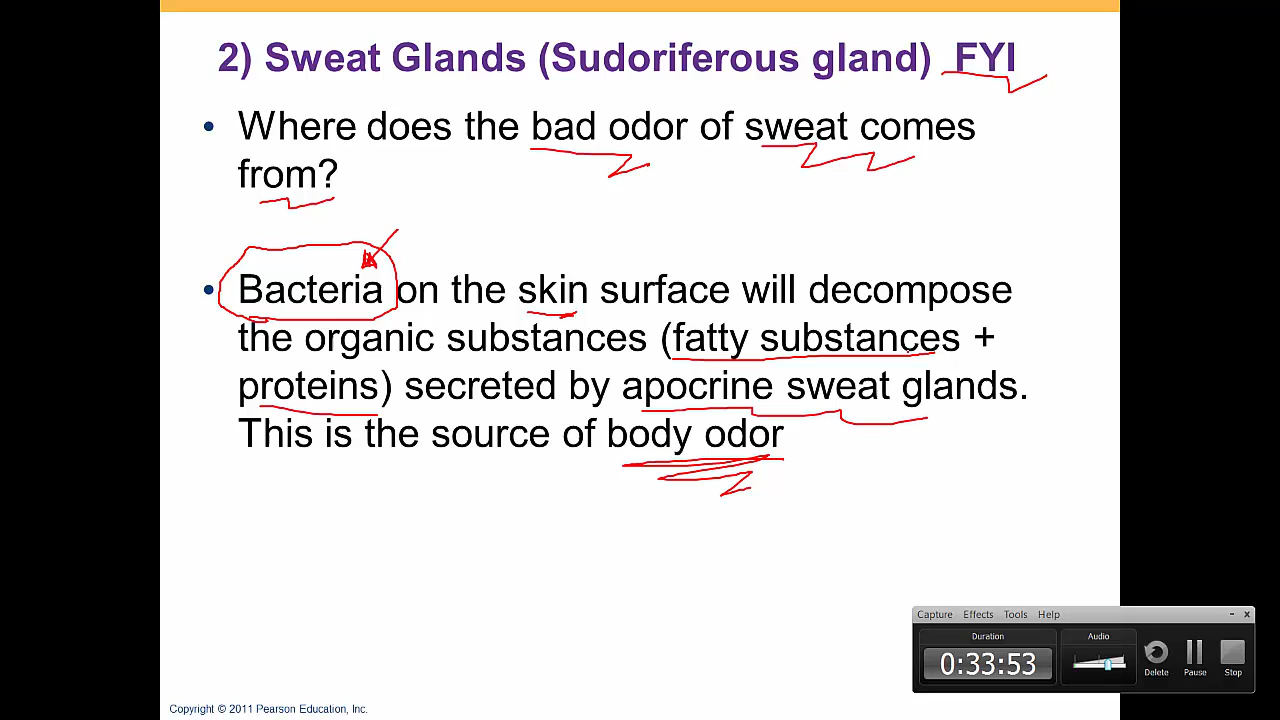 2) Sweat Glands (Sudoriferous gland) FYI
• Where does the bad odor of sweat comes
from?
• Bacteria on the skin surface will decompose
the organic substances (fatty substances +
proteins) secreted by apocrine sweat glands.
This is the source of body odor
Capture Effects Tools Help
Duration Audio
0:33:53
Delete Pause Stop
Copyright © 2011 Pearson Education, Inc.